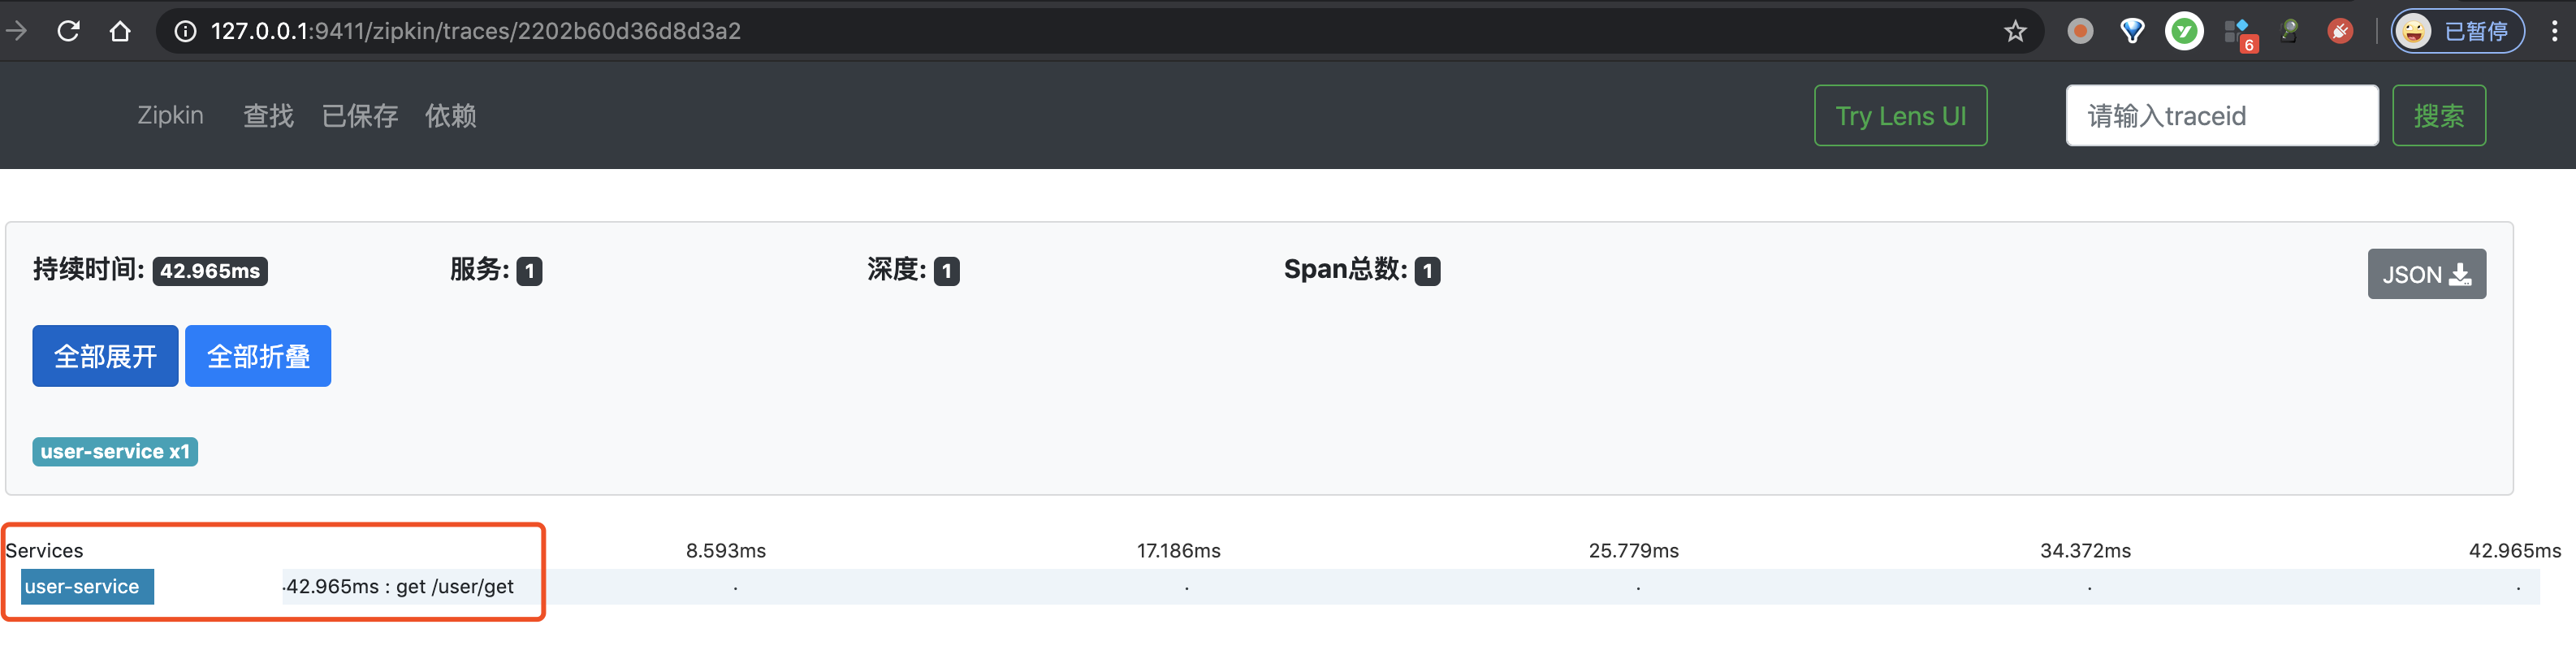 127.0.0.1:9411/zipkin/traces/2202b60d36d8d3a2
6
已暂停
Zipkin 查找 已保存 依赖 Try Lens UI 请输入traceid 搜索
持续时间: 42.965ms 服务: 1 深度: 1 Span总数: 1 JSON
全部展开 全部折叠
user-service x1
Services 8.593ms 17.186ms 25.779ms 34.372ms 42.965ms
user-service ·42.965ms : get /user/get · · · · ·